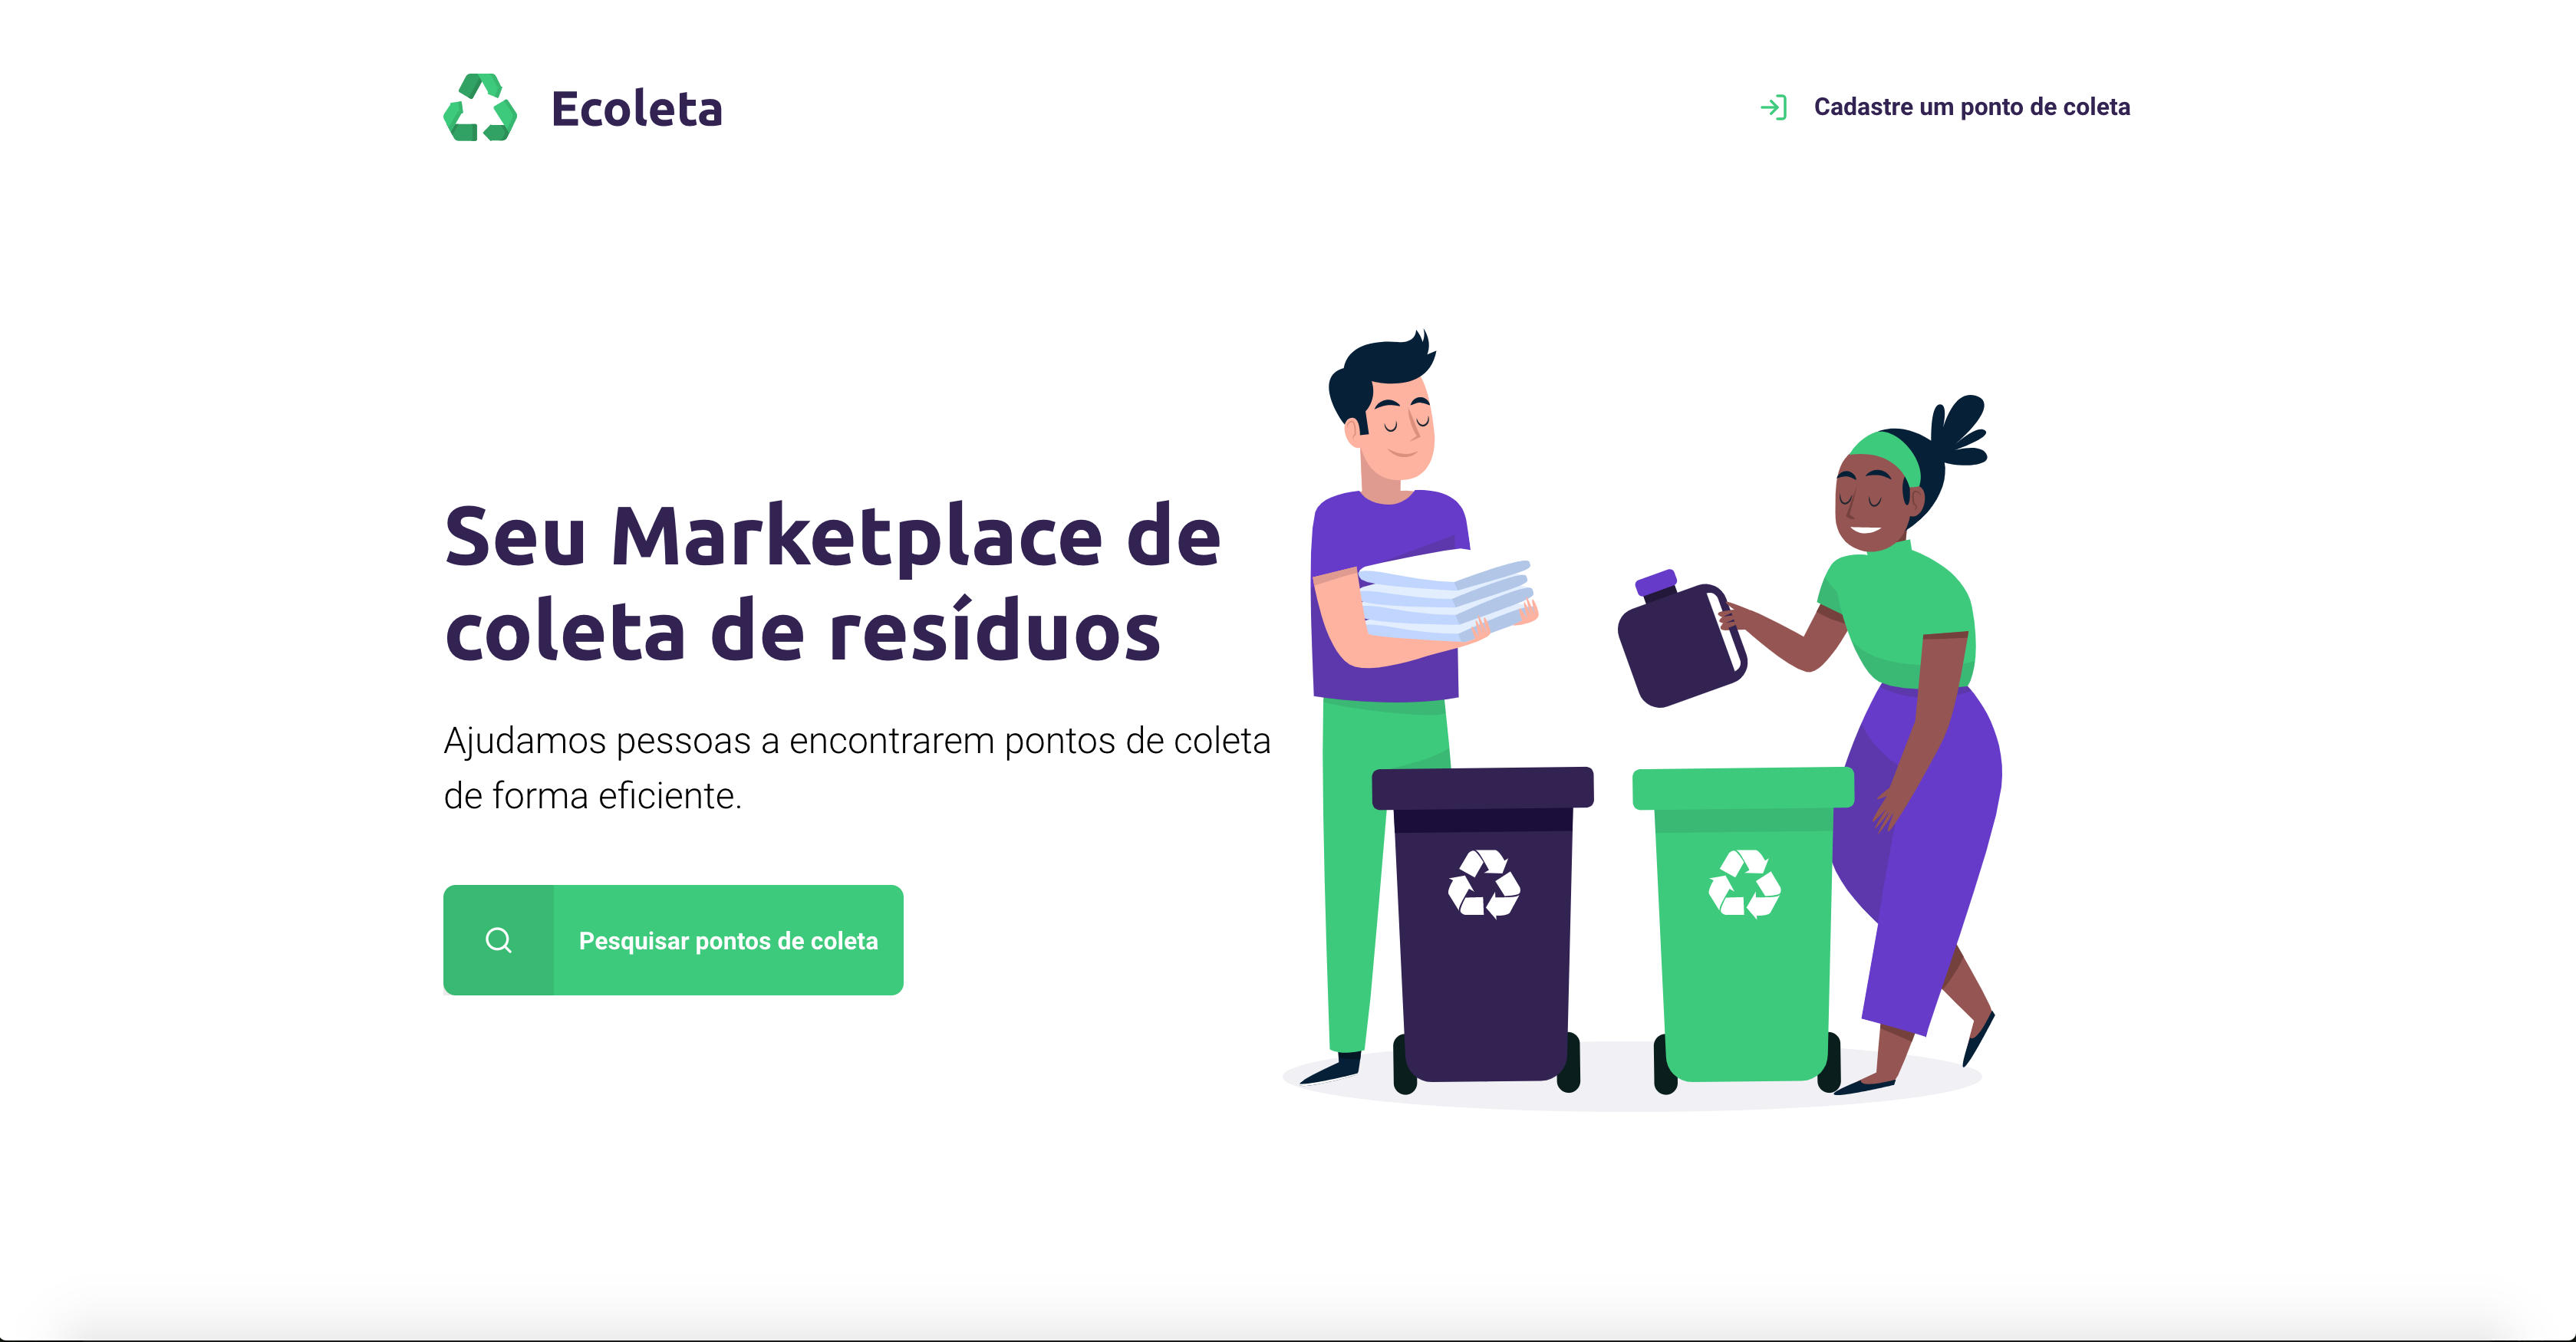 Ecoleta
Cadastre um ponto de coleta
Seu Marketplace de
coleta de resíduos
Ajudamos pessoas a encontrarem pontos de coleta
de forma eficiente.
Pesquisar pontos de coleta